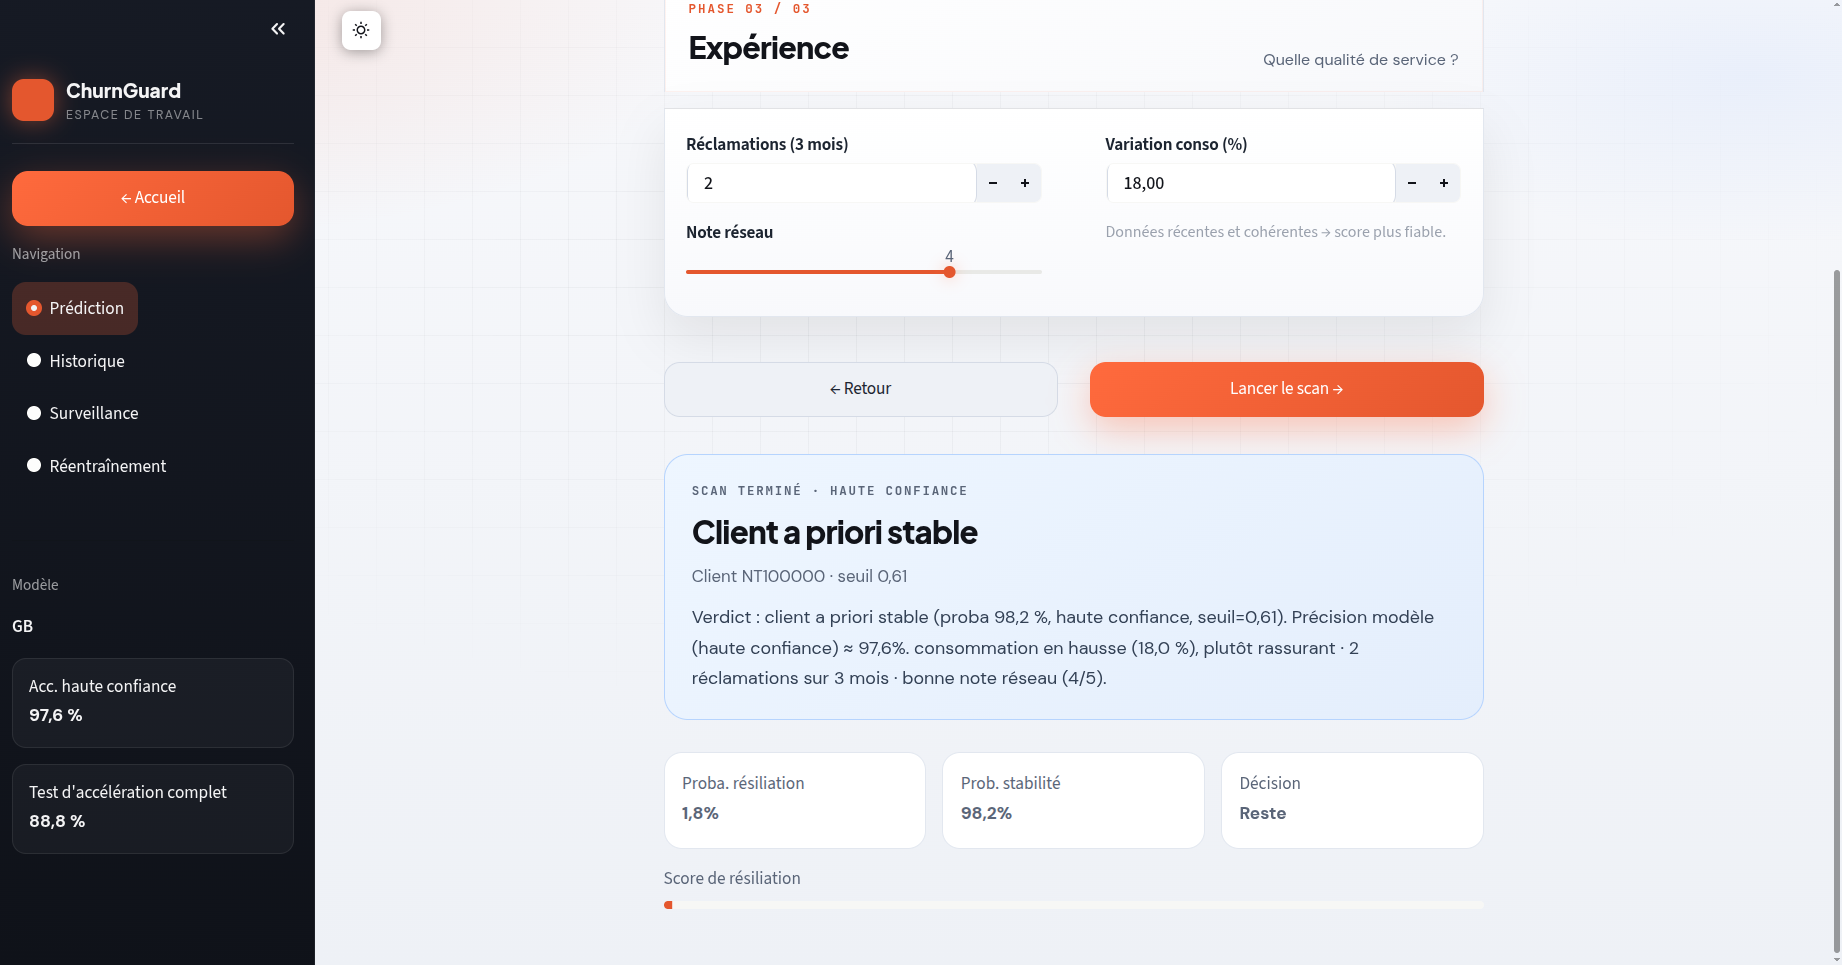 ChurnGuard
ESPACE DE TRAVAIL
← Accueil
Navigation
Prédiction
Historique
Surveillance
Réentraînement
Modèle
GB
Acc. haute confiance
97,6 %
Test d'accélération complet
88,8 %
PHASE 03 / 03
Expérience
Quelle qualité de service ?
Réclamations (3 mois)
Variation conso (%)
2 − +
18,00 − +
Note réseau
Données récentes et cohérentes → score plus fiable.
4
← Retour
Lancer le scan →
SCAN TERMINÉ · HAUTE CONFIANCE
Client a priori stable
Client NT100000 · seuil 0,61
Verdict : client a priori stable (proba 98,2 %, haute confiance, seuil=0,61). Précision modèle
(haute confiance) ≈ 97,6%. consommation en hausse (18,0 %), plutôt rassurant · 2
réclamations sur 3 mois · bonne note réseau (4/5).
Proba. résiliation
1,8%
Prob. stabilité
98,2%
Décision
Reste
Score de résiliation